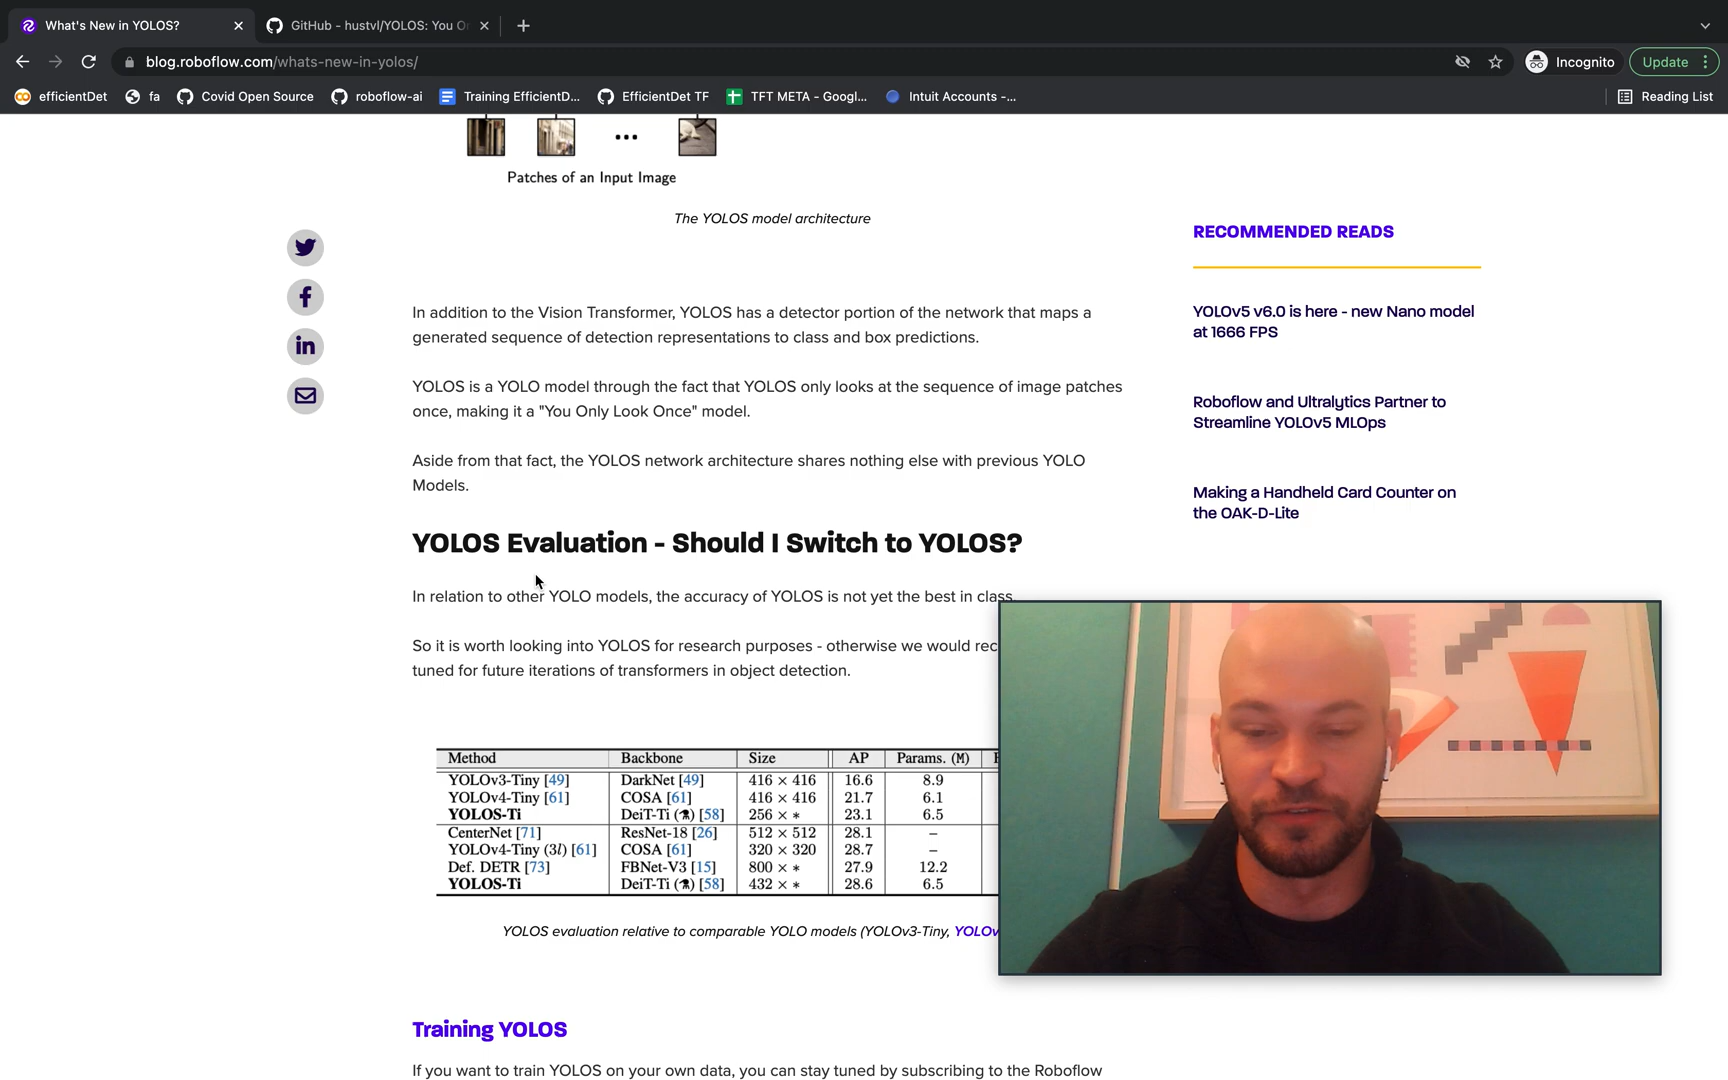 What's New in YOLOS?
GitHub - hustvl/YOLOS: You O
blog.roboflow.com/whats-new-in-yolos/
Incognito
Update
efficientDet
fa
Covid Open Source
roboflow-ai
Training EfficientD...
EfficientDet TF
TFT META - Googl...
Intuit Accounts -...
Reading List
Patches of an Input Image
The YOLOS model architecture
In addition to the Vision Transformer, YOLOS has a detector portion of the network that maps a
generated sequence of detection representations to class and box predictions.
YOLOS is a YOLO model through the fact that YOLOS only looks at the sequence of image patches
once, making it a "You Only Look Once" model.
Aside from that fact, the YOLOS network architecture shares nothing else with previous YOLO
Models.
YOLOS Evaluation - Should I Switch to YOLOS?
In relation to other YOLO models, the accuracy of YOLOS is not yet the best in class.
So it is worth looking into YOLOS for research purposes - otherwise we would rec
tuned for future iterations of transformers in object detection.
Method Backbone Size AP Params. (M)
YOLOv3-Tiny [49] DarkNet [49] 416 × 416 16.6 8.9
YOLOv4-Tiny [61] COSA [61] 416 × 416 21.7 6.1
YOLOS-Ti DeiT-Ti (⚗) [58] 256 × * 23.1 6.5
CenterNet [71] ResNet-18 [26] 512 × 512 28.1 –
YOLOv4-Tiny (3l) [61] COSA [61] 320 × 320 28.7 –
Def. DETR [73] FBNet-V3 [15] 800 × * 27.9 12.2
YOLOS-Ti DeiT-Ti (⚗) [58] 432 × * 28.6 6.5
YOLOS evaluation relative to comparable YOLO models (YOLOv3-Tiny, YOLOv
Training YOLOS
If you want to train YOLOS on your own data, you can stay tuned by subscribing to the Roboflow
RECOMMENDED READS
YOLOv5 v6.0 is here - new Nano model
at 1666 FPS
Roboflow and Ultralytics Partner to
Streamline YOLOv5 MLOps
Making a Handheld Card Counter on
the OAK-D-Lite